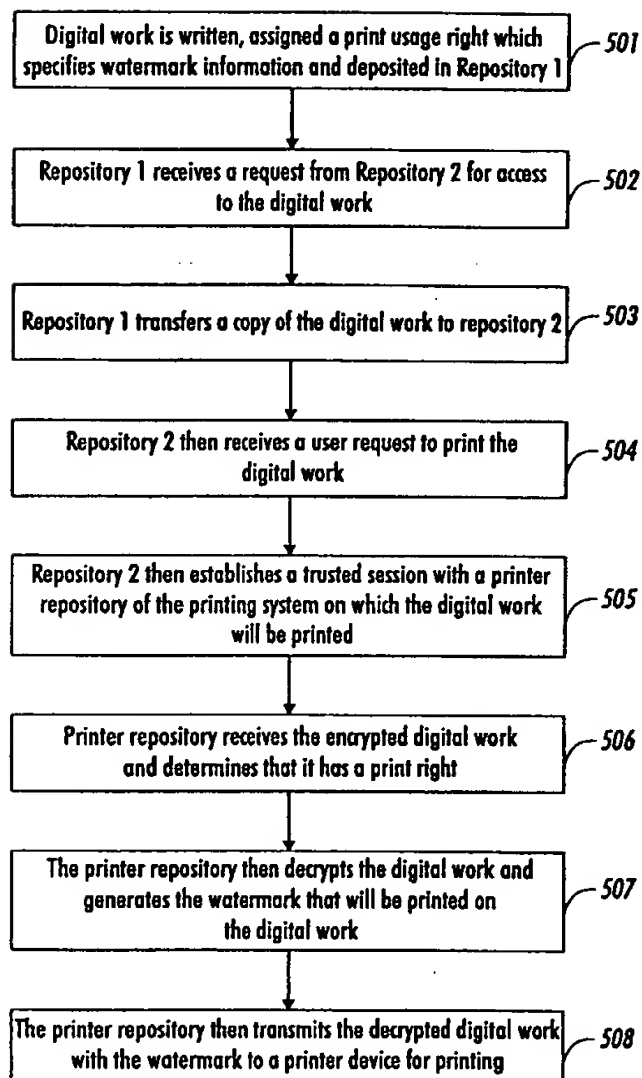 Digital work is written, assigned a print usage right which
specifies watermark information and deposited in Repository 1
501
Repository 1 receives a request from Repository 2 for access
to the digital work
502
Repository 1 transfers a copy of the digital work to repository 2
503
Repository 2 then receives a user request to print the
digital work
504
Repository 2 then establishes a trusted session with a printer
repository of the printing system on which the digital work
will be printed
505
Printer repository receives the encrypted digital work
and determines that it has a print right
506
The printer repository then decrypts the digital work and
generates the watermark that will be printed on
the digital work
507
The printer repository then transmits the decrypted digital work
with the watermark to a printer device for printing
508